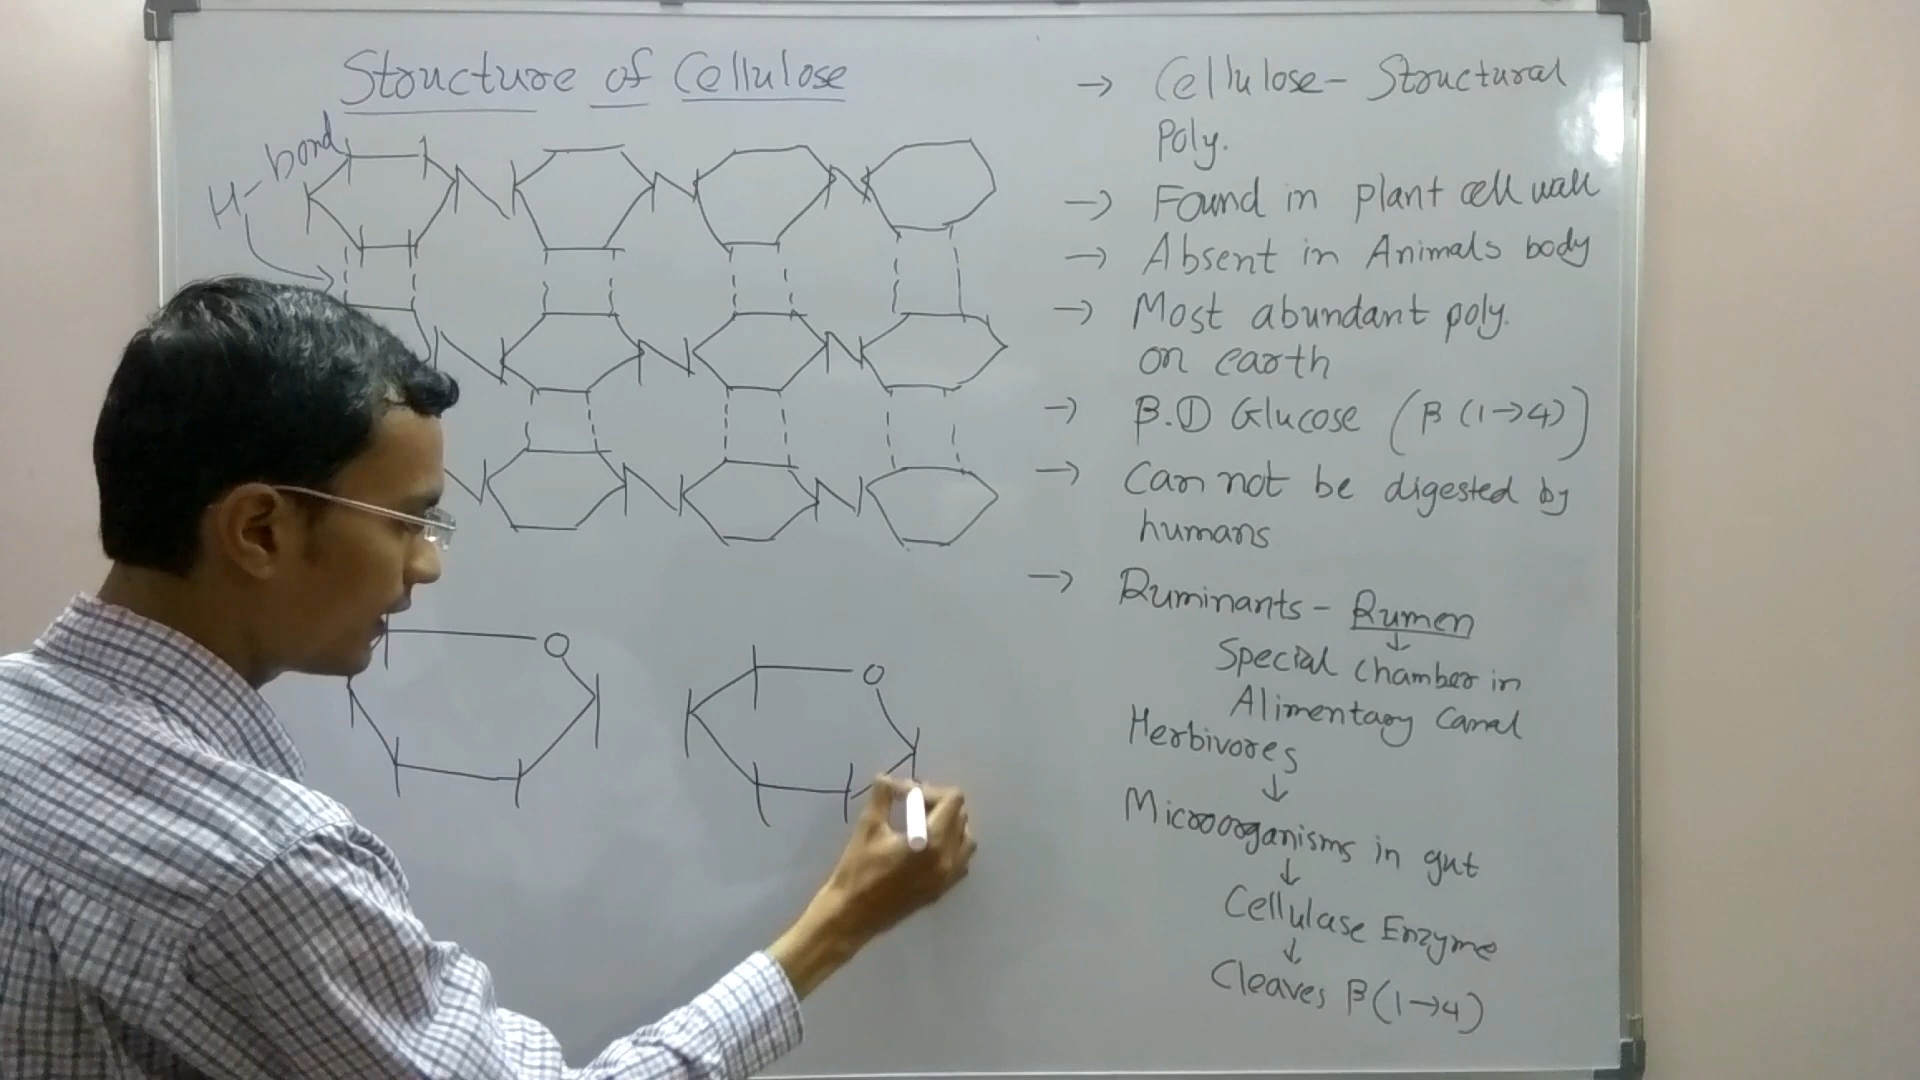 Structure of Cellulose
H-bond
O
O
→ Cellulose - Structural
Poly.
→ Found in plant cell wall
→ Absent in Animals body
→ Most abundant poly.
on earth
→ β.D Glucose (β (1→4))
→ Can not be digested by
humans
→ Ruminants - Rumen
↓
Special chamber in
Alimentary Canal
Herbivores
↓
Microorganisms in gut
↓
Cellulase Enzyme
↓
Cleaves β(1→4)